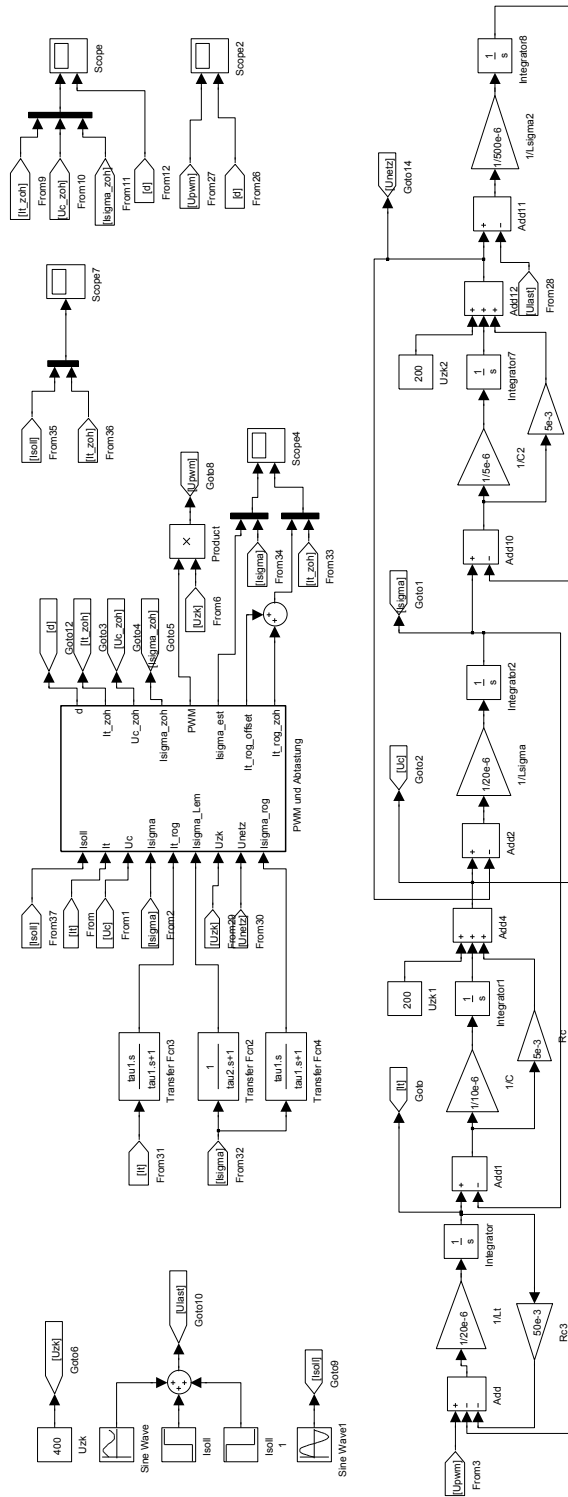 400
Uzk
[Uzk]
Goto6
Sine Wave
Isoll
Isoll
1
+
+
+
[Ulast]
Goto10
Sine Wave1
[Isoll]
Goto9
[It]
From31
tau1.s
tau1.s+1
Transfer Fcn3
[Isigma]
From32
1
tau2.s+1
Transfer Fcn2
tau1.s
tau1.s+1
Transfer Fcn4
[Isoll]
From37
[It]
From
[Uc]
From1
[Isigma]
From2
[Uzk]
From29
[Unetz]
From30
Isoll
It
Uc
Isigma
It_rog
Isigma_Lem
Uzk
Unetz
Isigma_rog
d
It_zoh
Uc_zoh
Isigma_zoh
PWM
Isigma_est
It_rog_offset
It_rog_zoh
PWM und Abtastung
[d]
Goto12
[It_zoh]
Goto3
[Uc_zoh]
Goto4
[Isigma_zoh]
Goto5
[Uzk]
From6
×
Product
[Upwm]
Goto8
+
+
[Isigma]
From34
[It_zoh]
From33
Scope4
[Isoll]
From35
[It_zoh]
From36
Scope7
[It_zoh]
From9
[Uc_zoh]
From10
[Isigma_zoh]
From11
[d]
From12
Scope
[Upwm]
From27
[d]
From26
Scope2
[Upwm]
From3
+
−
−
Add
1/20e-6
1/Lt
1
s
Integrator
50e-3
Rc3
[It]
Goto
+
−
Add1
1/10e-6
1/C
1
s
Integrator1
5e-3
Rc
200
Uzk1
+
+
+
Add4
[Uc]
Goto2
+
−
Add2
1/20e-6
1/Lsigma
1
s
Integrator2
[Isigma]
Goto1
+
−
Add10
1/5e-6
1/C2
1
s
Integrator7
5e-3
200
Uzk2
+
+
+
Add12
[Unetz]
Goto14
[Ulast]
From28
+
−
Add11
1/500e-6
1/Lsigma2
1
s
Integrator8